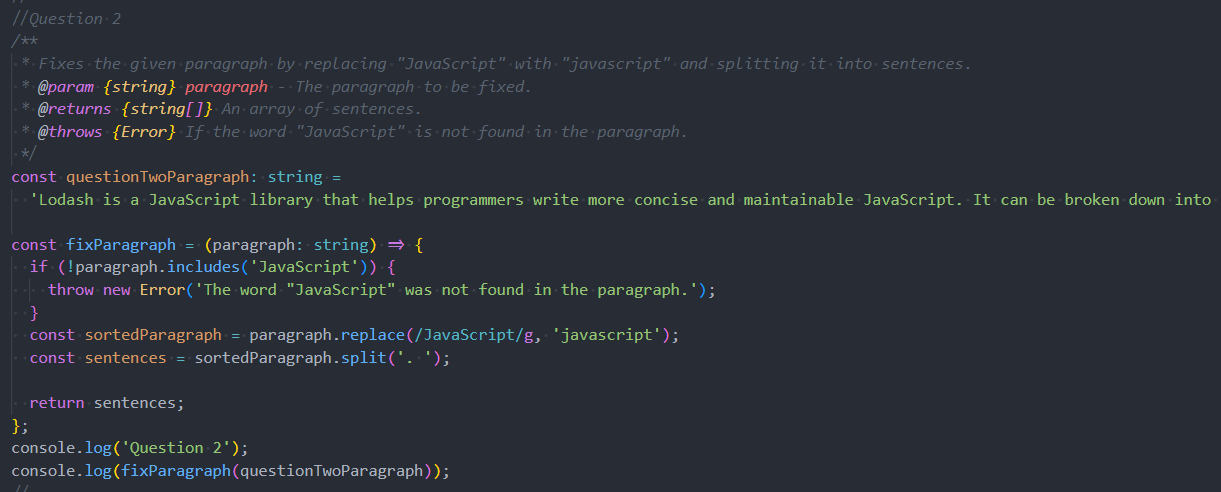 //
//Question 2
/**
 * Fixes the given paragraph by replacing "JavaScript" with "javascript" and splitting it into sentences.
 * @param {string} paragraph - The paragraph to be fixed.
 * @returns {string[]} An array of sentences.
 * @throws {Error} If the word "JavaScript" is not found in the paragraph.
 */
const questionTwoParagraph: string =
  'Lodash is a JavaScript library that helps programmers write more concise and maintainable JavaScript. It can be broken down into
const fixParagraph = (paragraph: string) => {
  if (!paragraph.includes('JavaScript')) {
    throw new Error('The word "JavaScript" was not found in the paragraph.');
  }
  const sortedParagraph = paragraph.replace(/JavaScript/g, 'javascript');
  const sentences = sortedParagraph.split('. ');
  return sentences;
};
console.log('Question 2');
console.log(fixParagraph(questionTwoParagraph));
//